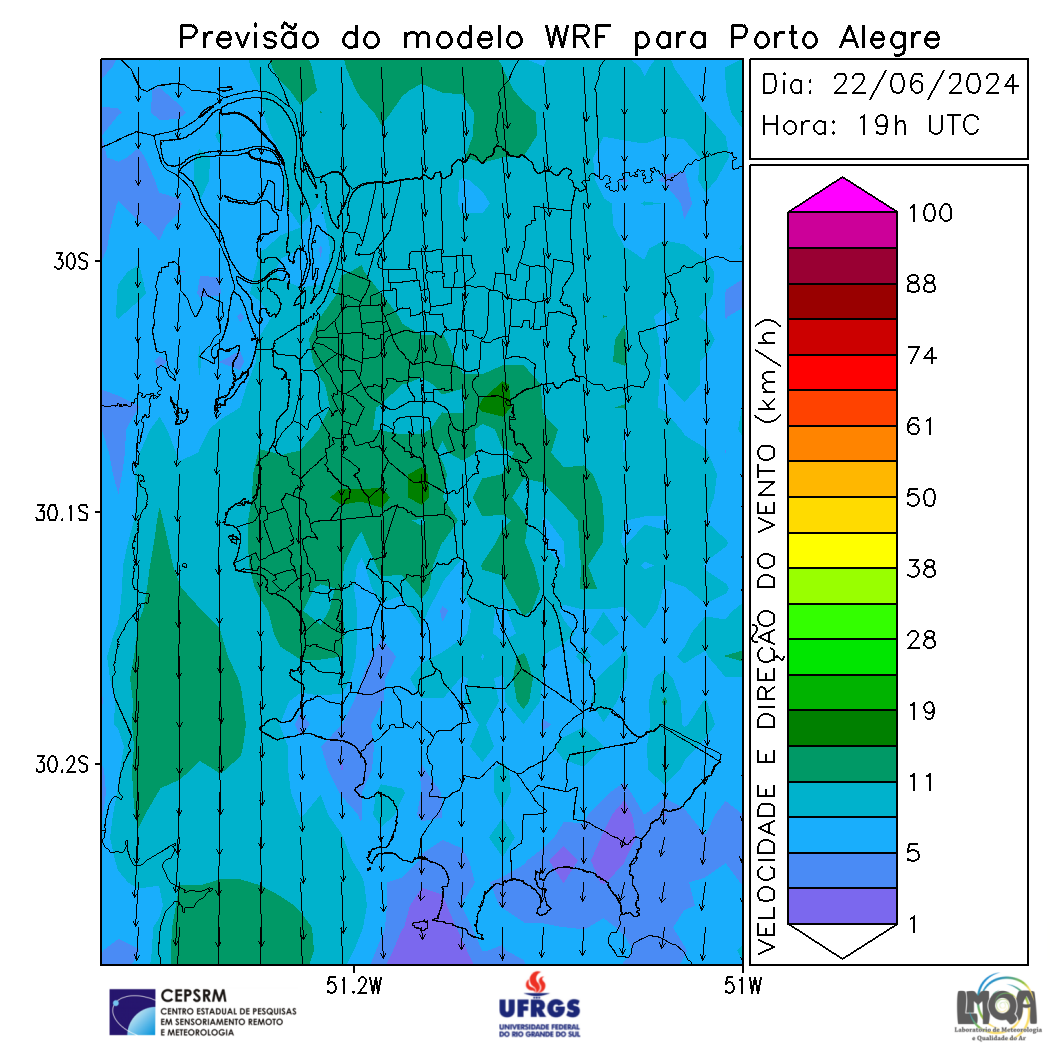 Previsão do modelo WRF para Porto Alegre
Dia: 22/06/2024
Hora: 19h UTC
30S
30.1S
30.2S
51.2W
51W
VELOCIDADE E DIREÇÃO DO VENTO (km/h)
100
88
74
61
50
38
28
19
11
5
1
CEPSRM
CENTRO ESTADUAL DE PESQUISAS
EM SENSORIAMENTO REMOTO
E METEOROLOGIA
UFRGS
UNIVERSIDADE FEDERAL
DO RIO GRANDE DO SUL
LMQA
Laboratório de Meteorologia
e Qualidade do Ar